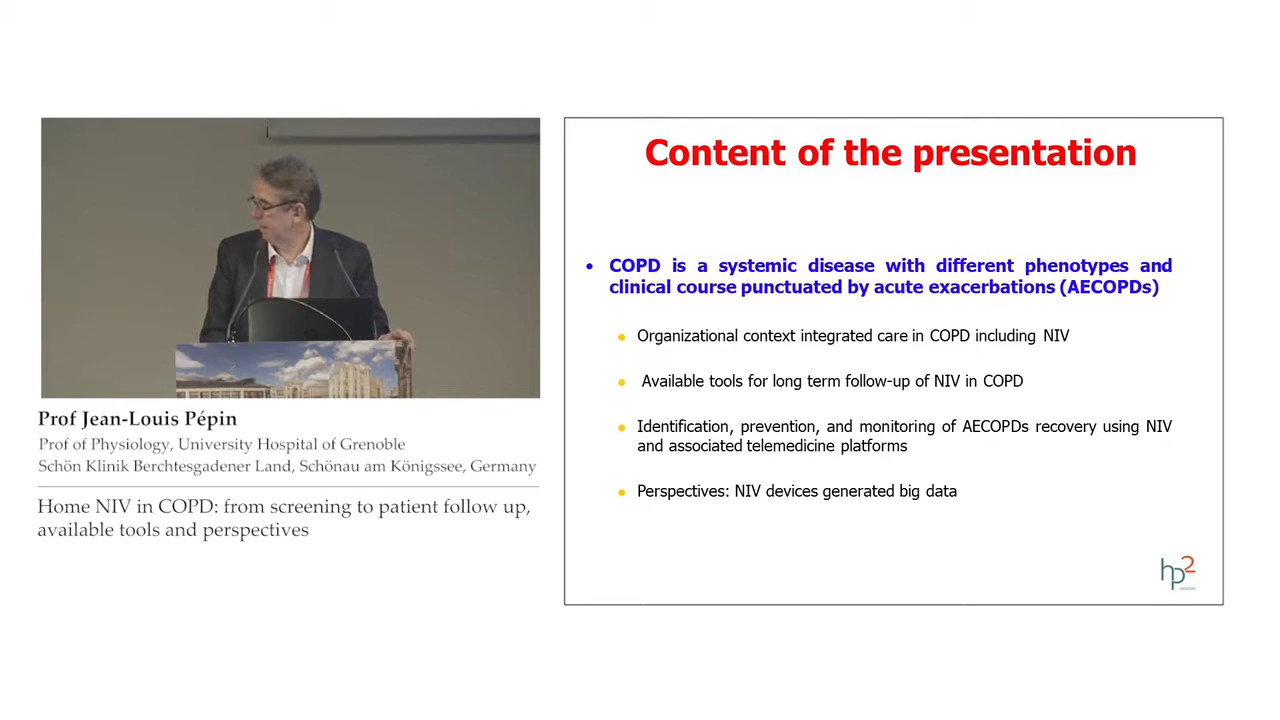 Prof Jean-Louis Pépin
Prof of Physiology, University Hospital of Grenoble
Schön Klinik Berchtesgadener Land, Schönau am Königssee, Germany
Home NIV in COPD: from screening to patient follow up,
available tools and perspectives
Content of the presentation
• COPD is a systemic disease with different phenotypes and
clinical course punctuated by acute exacerbations (AECOPDs)
• Organizational context integrated care in COPD including NIV
• Available tools for long term follow-up of NIV in COPD
• Identification, prevention, and monitoring of AECOPDs recovery using NIV
and associated telemedicine platforms
• Perspectives: NIV devices generated big data
hp2